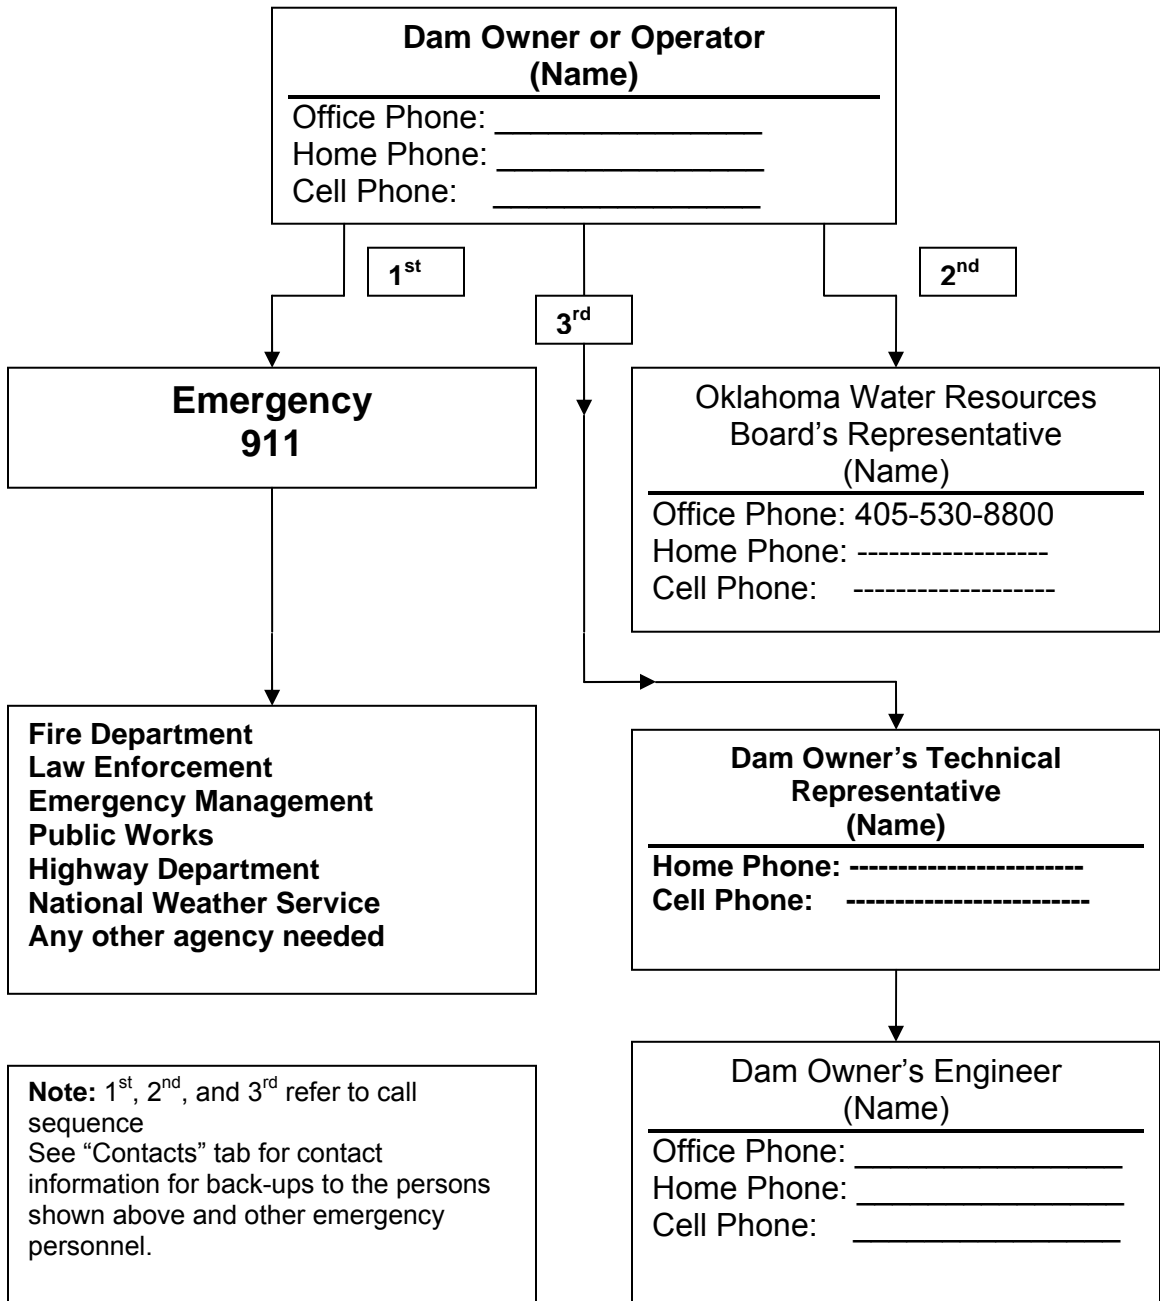 Dam Owner or Operator
(Name)
Office Phone: _______________
Home Phone: _______________
Cell Phone: _______________
1st
2nd
3rd
Emergency
911
Oklahoma Water Resources
Board’s Representative
(Name)
Office Phone: 405-530-8800
Home Phone: ------------------
Cell Phone: -------------------
Fire Department
Law Enforcement
Emergency Management
Public Works
Highway Department
National Weather Service
Any other agency needed
Dam Owner’s Technical
Representative
(Name)
Home Phone: ------------------------
Cell Phone: -------------------------
Note: 1st, 2nd, and 3rd refer to call
sequence
See “Contacts” tab for contact
information for back-ups to the persons
shown above and other emergency
personnel.
Dam Owner’s Engineer
(Name)
Office Phone: _______________
Home Phone: _______________
Cell Phone: _______________